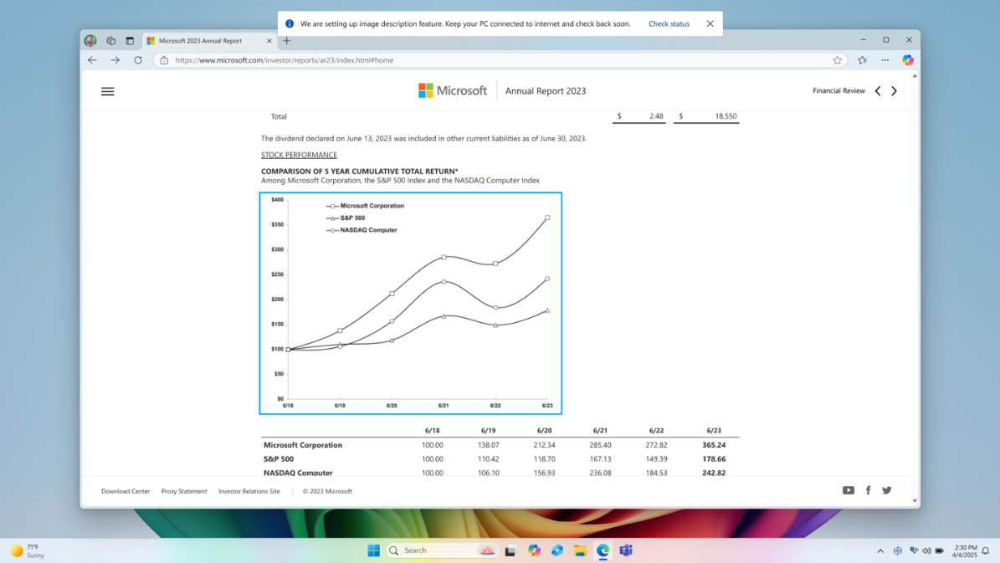 We are setting up image description feature. Keep your PC connected to internet and check back soon. Check status
Microsoft 2023 Annual Report
https://www.microsoft.com/investor/reports/ar23/index.html#home
Microsoft Annual Report 2023 Financial Review
Total $ 2.48 $ 18,550
The dividend declared on June 13, 2023 was included in other current liabilities as of June 30, 2023.
STOCK PERFORMANCE
COMPARISON OF 5 YEAR CUMULATIVE TOTAL RETURN*
Among Microsoft Corporation, the S&P 500 Index and the NASDAQ Computer Index
$400
Microsoft Corporation
S&P 500
$350
NASDAQ Computer
$300
$250
$200
$150
$100
$50
$0
6/18 6/19 6/20 6/21 6/22 6/23
6/18 6/19 6/20 6/21 6/22 6/23
Microsoft Corporation 100.00 138.07 212.34 285.40 272.82 365.24
S&P 500 100.00 110.42 118.70 167.13 149.39 178.66
NASDAQ Computer 100.00 106.10 156.93 236.08 184.53 242.82
Download Center Proxy Statement Investor Relations Site | © 2023 Microsoft
71°F
Sunny
Search
2:30 PM
4/4/2025